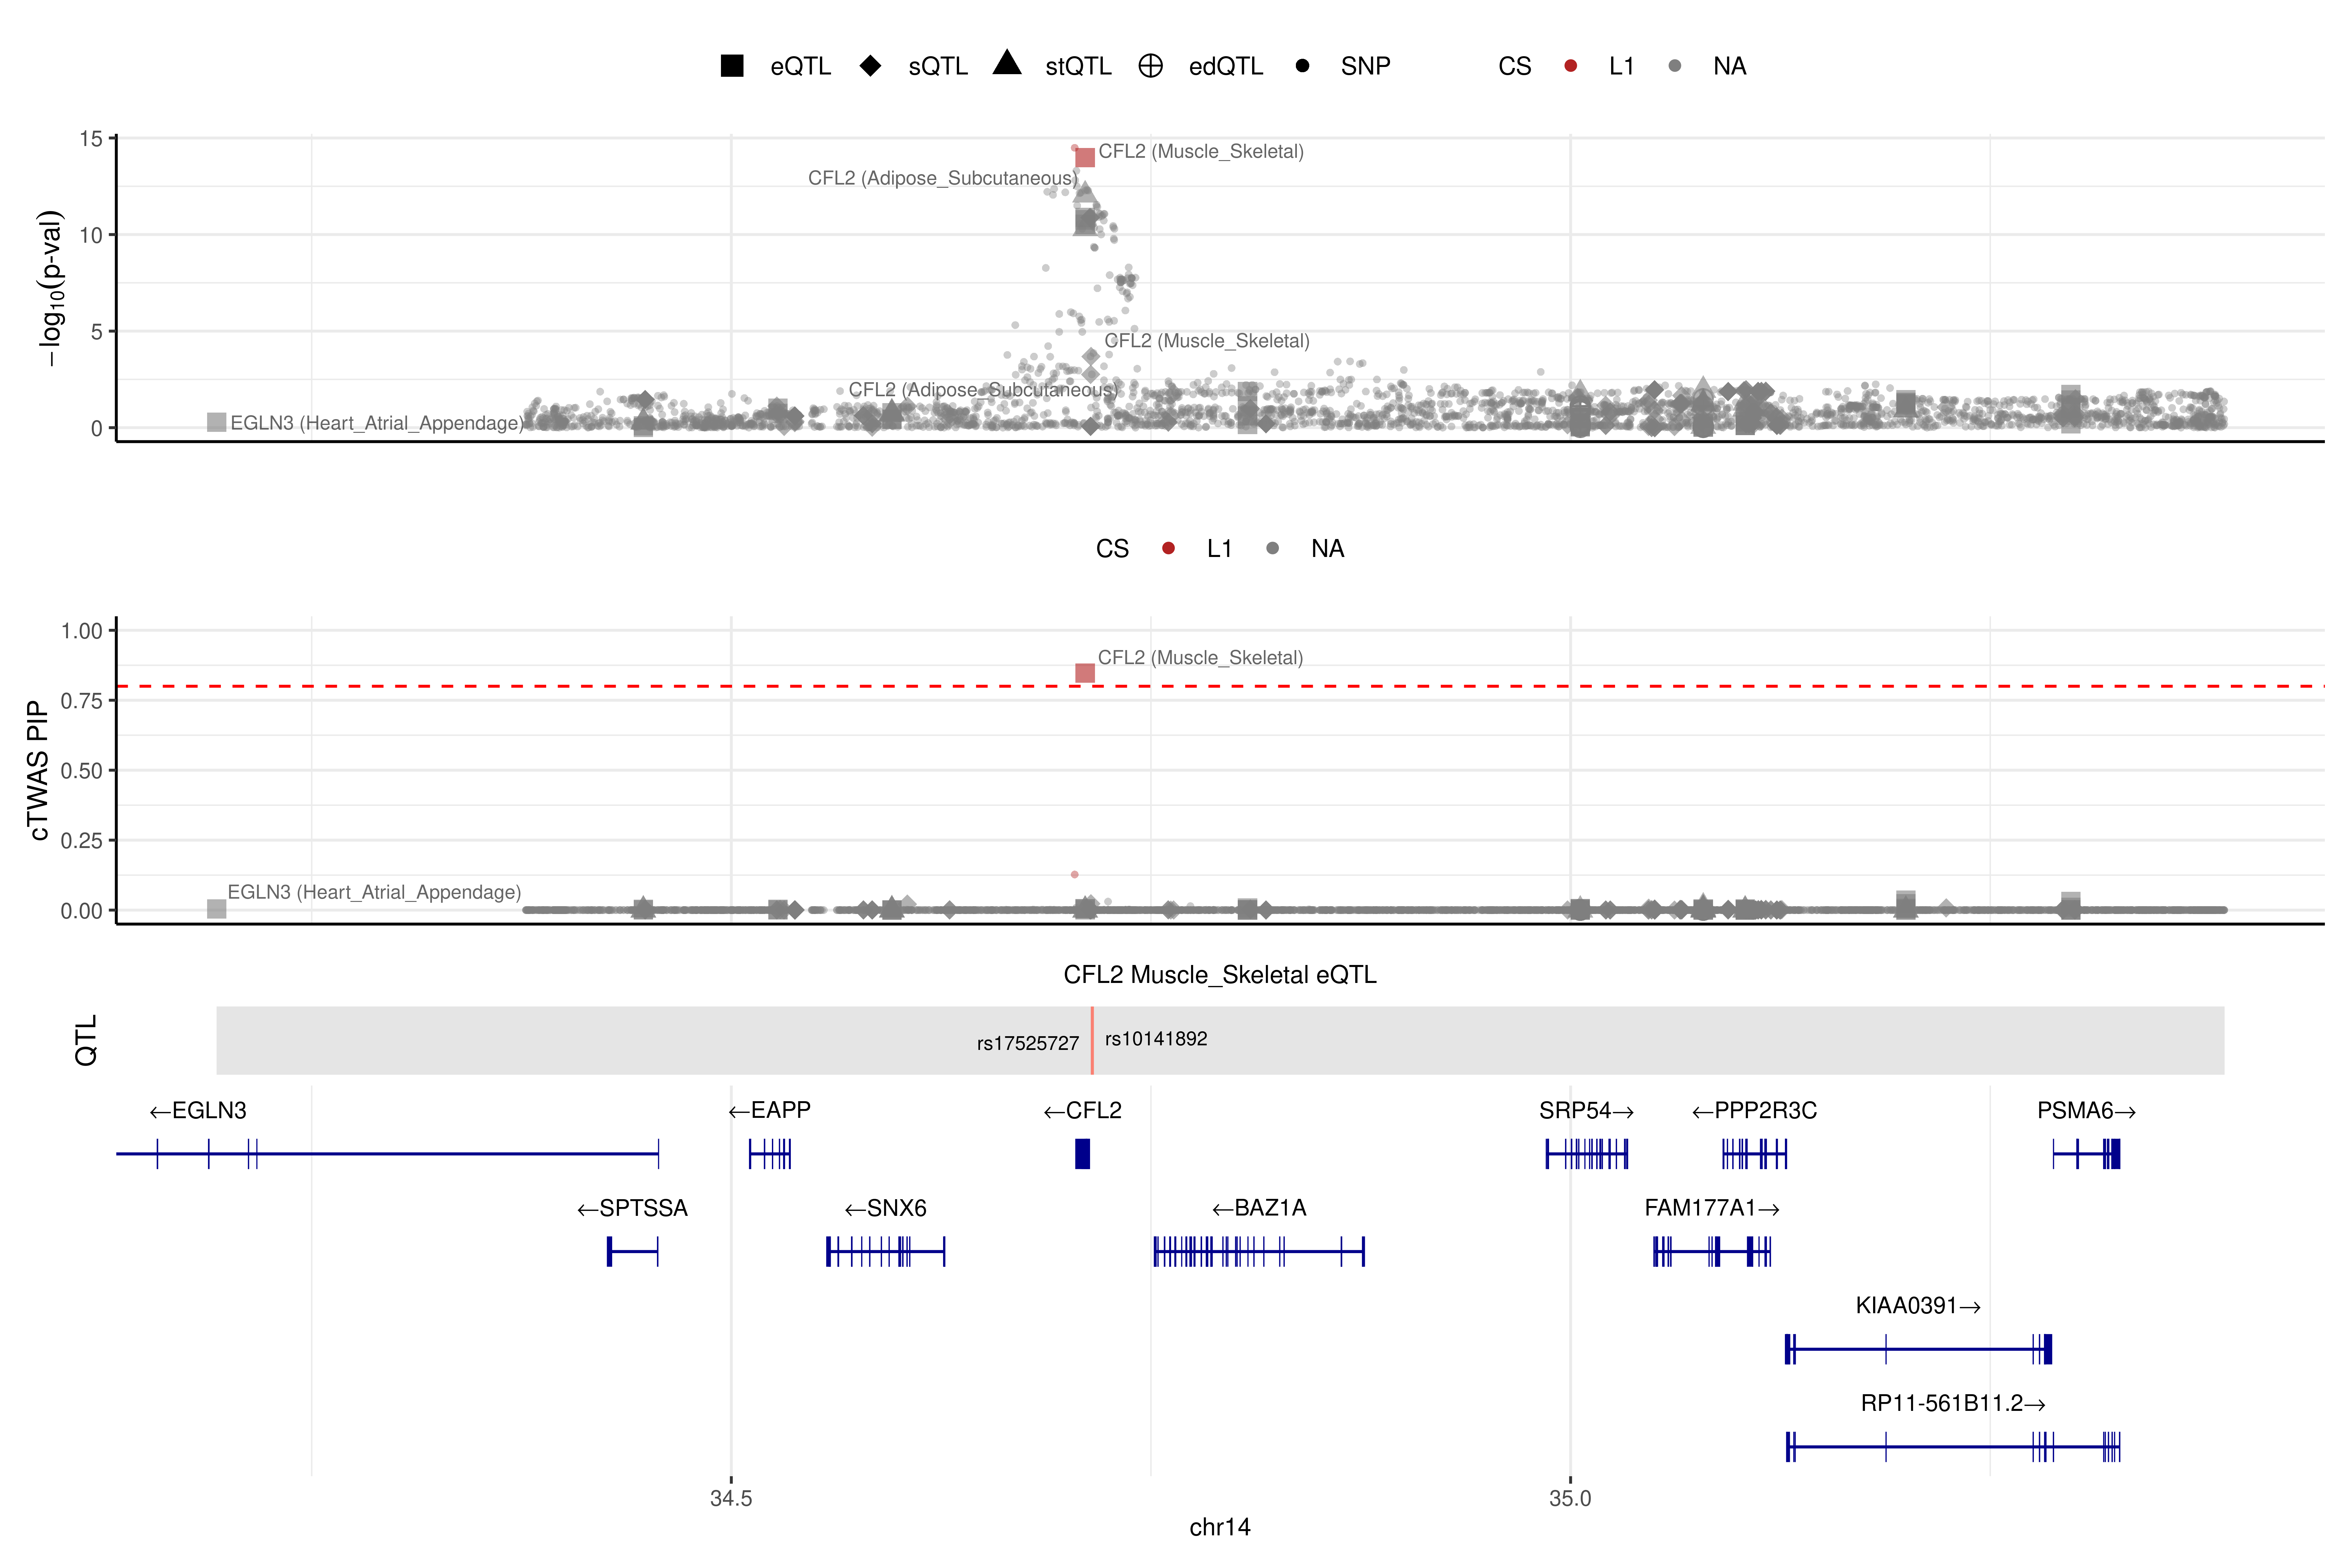 eQTL sQTL stQTL edQTL SNP CS L1 NA
15
10
5
0
−log10(p-val)
CFL2 (Muscle_Skeletal)
CFL2 (Adipose_Subcutaneous)
CFL2 (Muscle_Skeletal)
CFL2 (Adipose_Subcutaneous)
EGLN3 (Heart_Atrial_Appendage)
CS L1 NA
1.00
0.75
0.50
0.25
0.00
cTWAS PIP
CFL2 (Muscle_Skeletal)
EGLN3 (Heart_Atrial_Appendage)
CFL2 Muscle_Skeletal eQTL
QTL
rs17525727 rs10141892
←EGLN3 ←EAPP ←CFL2 SRP54→ ←PPP2R3C PSMA6→
←SPTSSA ←SNX6 ←BAZ1A FAM177A1→
KIAA0391→
RP11-561B11.2→
34.5 35.0
chr14